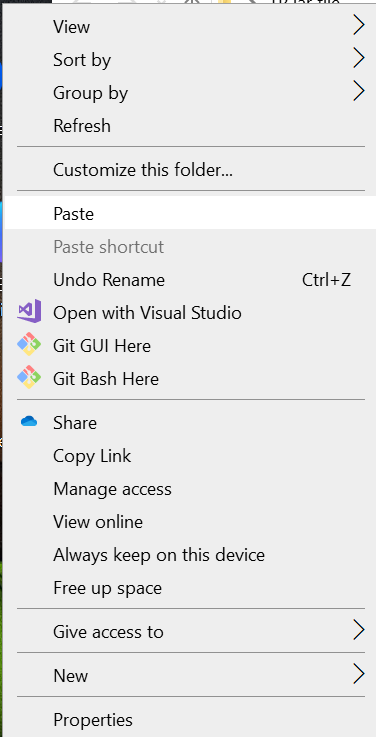 View
Sort by
Group by
Refresh
Customize this folder...
Paste
Paste shortcut
Undo Rename Ctrl+Z
Open with Visual Studio
Git GUI Here
Git Bash Here
Share
Copy Link
Manage access
View online
Always keep on this device
Free up space
Give access to
New
Properties